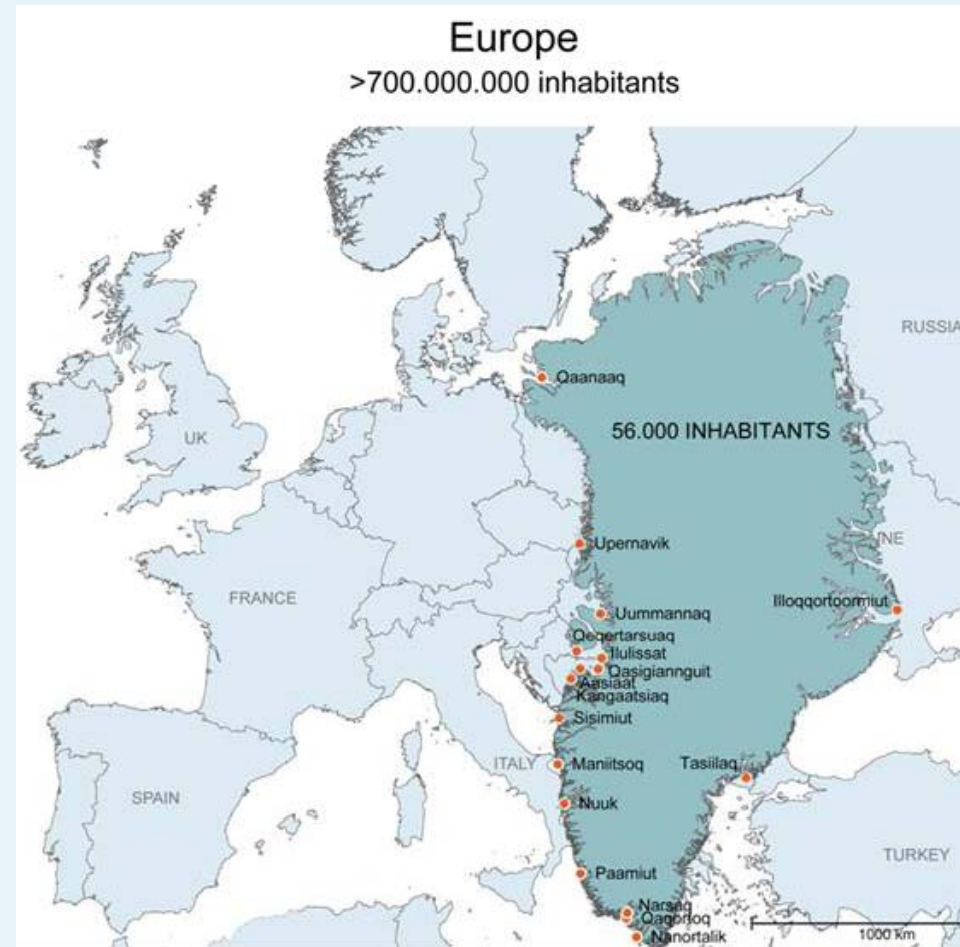 Europe
>700.000.000 inhabitants
RUSSIA
Qaanaaq
56.000 INHABITANTS
UK
Upernavik
INE
FRANCE
Illoqqortoormiut
Uummannaq
Qeqertarsuaq
Ilulissat
Qasigiannguit
Aasiaat
Kangaatsiaq
Sisimiut
ITALY
Maniitsoq
Tasiilaq
SPAIN
Nuuk
TURKEY
Paamiut
Narsaq
Qaqortoq
1000 km
Nanortalik